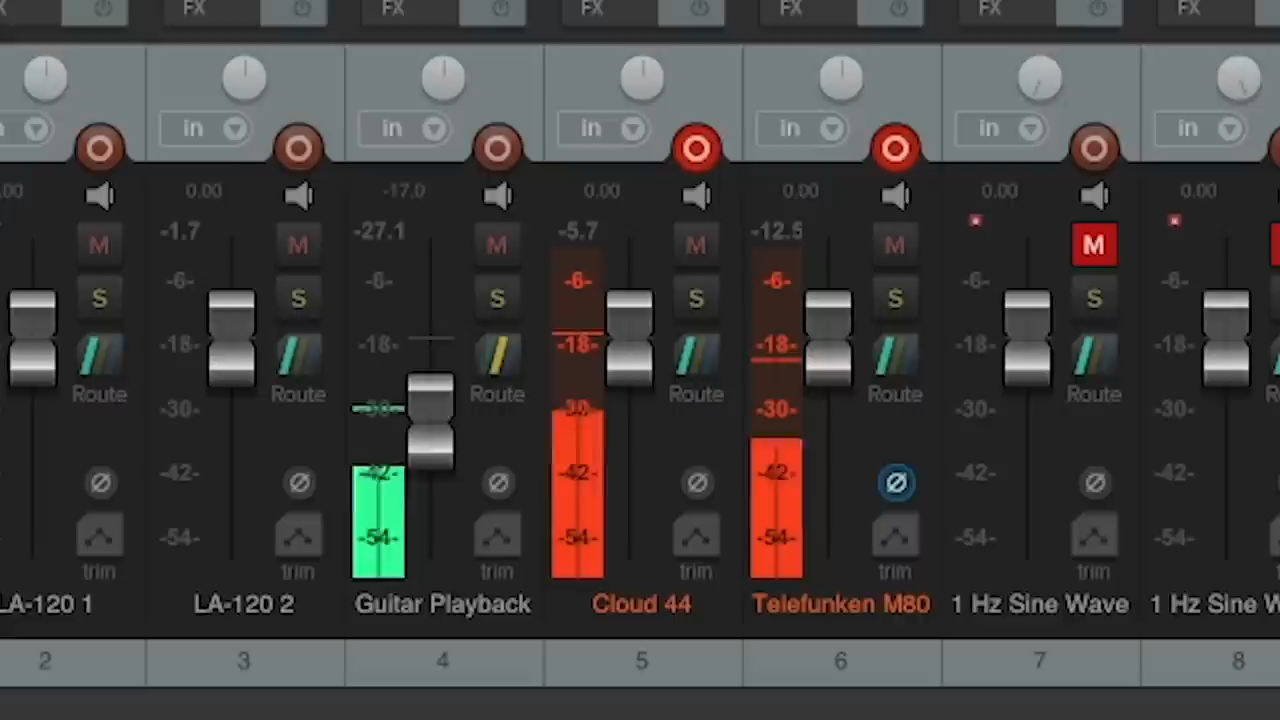 FX FX FX FX FX FX
in in in in in in
.00 0.00 -17.0 0.00 0.00 0.00 0.00
-1.7 -27.1 -5.7 -12.5
M M M M M M
-6- -6- -6- -6- -6- -6-
S S S S S S
-18- -18- -18- -18- -18- -18-
Route Route Route Route Route Route
-30- -30- -30- -30- -30- -30-
-42- -42- -42- -42- -42- -42-
-54- -54- -54- -54- -54- -54-
trim trim trim trim trim trim
LA-120 1 LA-120 2 Guitar Playback Cloud 44 Telefunken M80 1 Hz Sine Wave 1 Hz Sine W
2 3 4 5 6 7 8